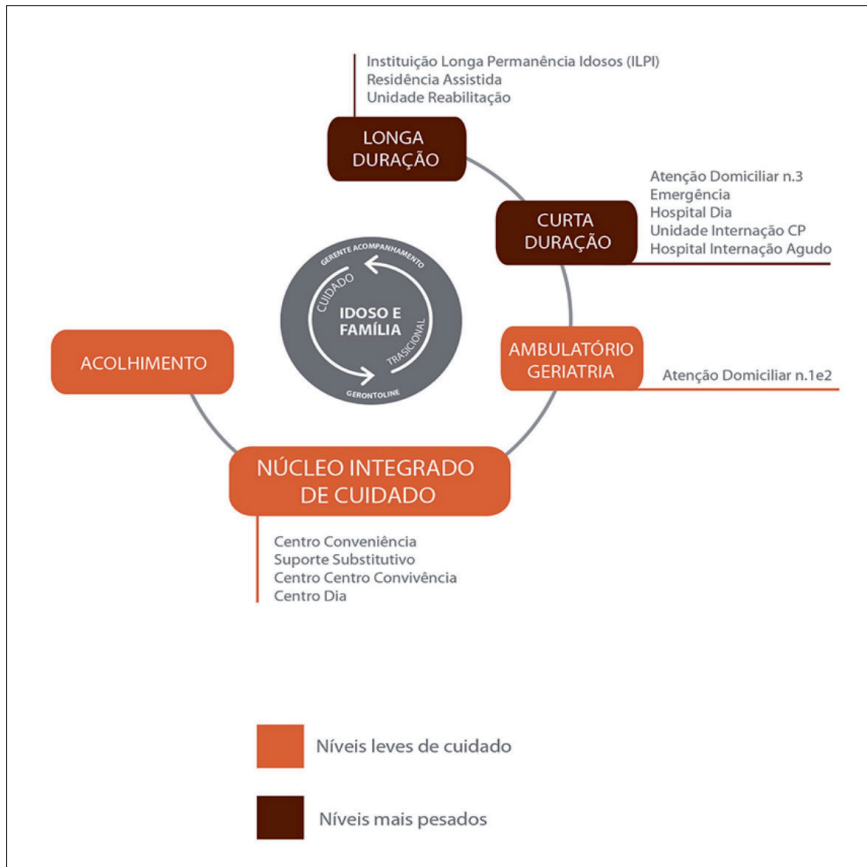 Instituição Longa Permanência Idosos (ILPI)
Residência Assistida
Unidade Reabilitação
LONGA
DURAÇÃO
Atenção Domiciliar n.3
Emergência
Hospital Dia
Unidade Internação CP
Hospital Internação Agudo
CURTA
DURAÇÃO
GERENTE ACOMPANHAMENTO
CUIDADO
IDOSO E
FAMÍLIA
TRASICIONAL
GERONTOLINE
AMBULATÓRIO
GERIATRIA
Atenção Domiciliar n.1e2
ACOLHIMENTO
NÚCLEO INTEGRADO
DE CUIDADO
Centro Conveniência
Suporte Substitutivo
Centro Centro Convivência
Centro Dia
Níveis leves de cuidado
Níveis mais pesados